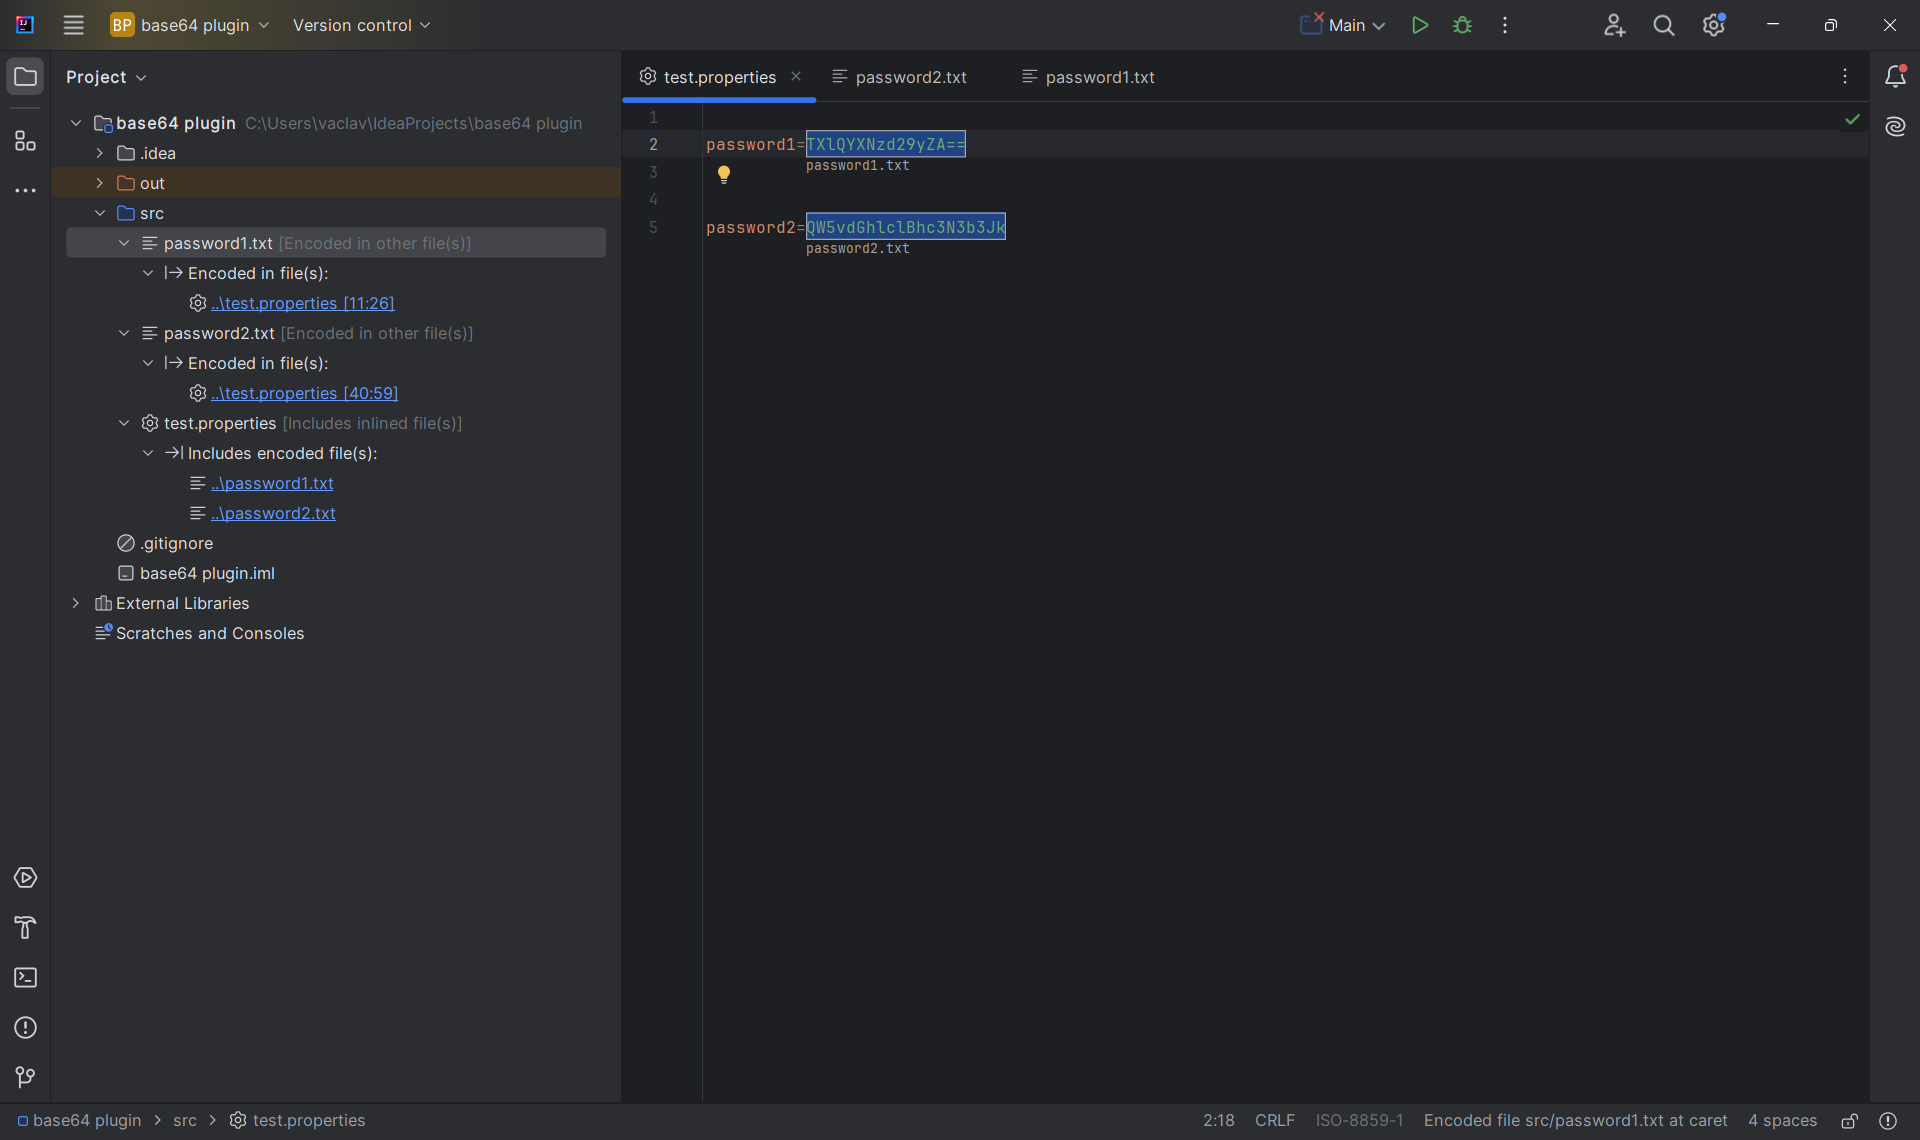 BP base64 plugin Version control Main
Project
test.properties password2.txt password1.txt
base64 plugin C:\Users\vaclav\IdeaProjects\base64 plugin
.idea
out
src
password1.txt [Encoded in other file(s)]
Encoded in file(s):
..\test.properties [11:26]
password2.txt [Encoded in other file(s)]
Encoded in file(s):
..\test.properties [40:59]
test.properties [Includes inlined file(s)]
Includes encoded file(s):
..\password1.txt
..\password2.txt
.gitignore
base64 plugin.iml
External Libraries
Scratches and Consoles
1
2 password1=TXlQYXNzd29yZA==
password1.txt
3
4
5 password2=QW5vdGhlclBhc3N3b3Jk
password2.txt
base64 plugin > src > test.properties 2:18 CRLF ISO-8859-1 Encoded file src/password1.txt at caret 4 spaces